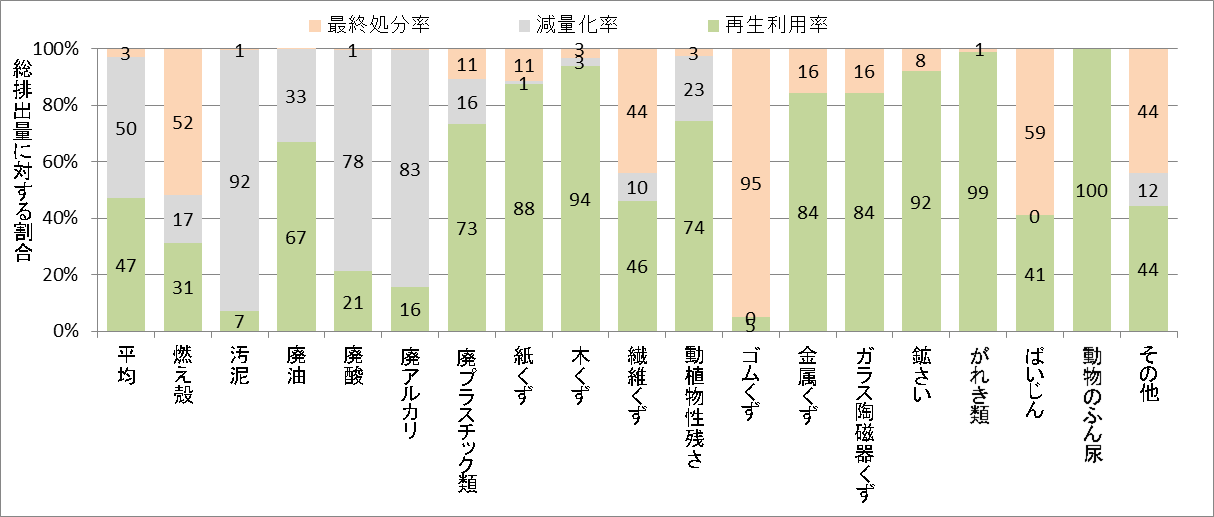 最終処分率 減量化率 再生利用率
総排出量に対する割合
100%
80%
60%
40%
20%
0%
3 1 1 3 3 1
11 11 3 8
52 33 16 1 44 23 16 16 59 44
50 92 78 83 10 95 12
17 0
47 31 7 67 21 16 73 88 94 46 74 0 84 84 92 99 41 100 44
5
平均
燃え殻
汚泥
廃油
廃酸
廃アルカリ
廃プラスチック類
紙くず
木くず
繊維くず
動植物性残さ
ゴムくず
金属くず
ガラス陶磁器くず
鉱さい
がれき類
ばいじん
動物のふん尿
その他